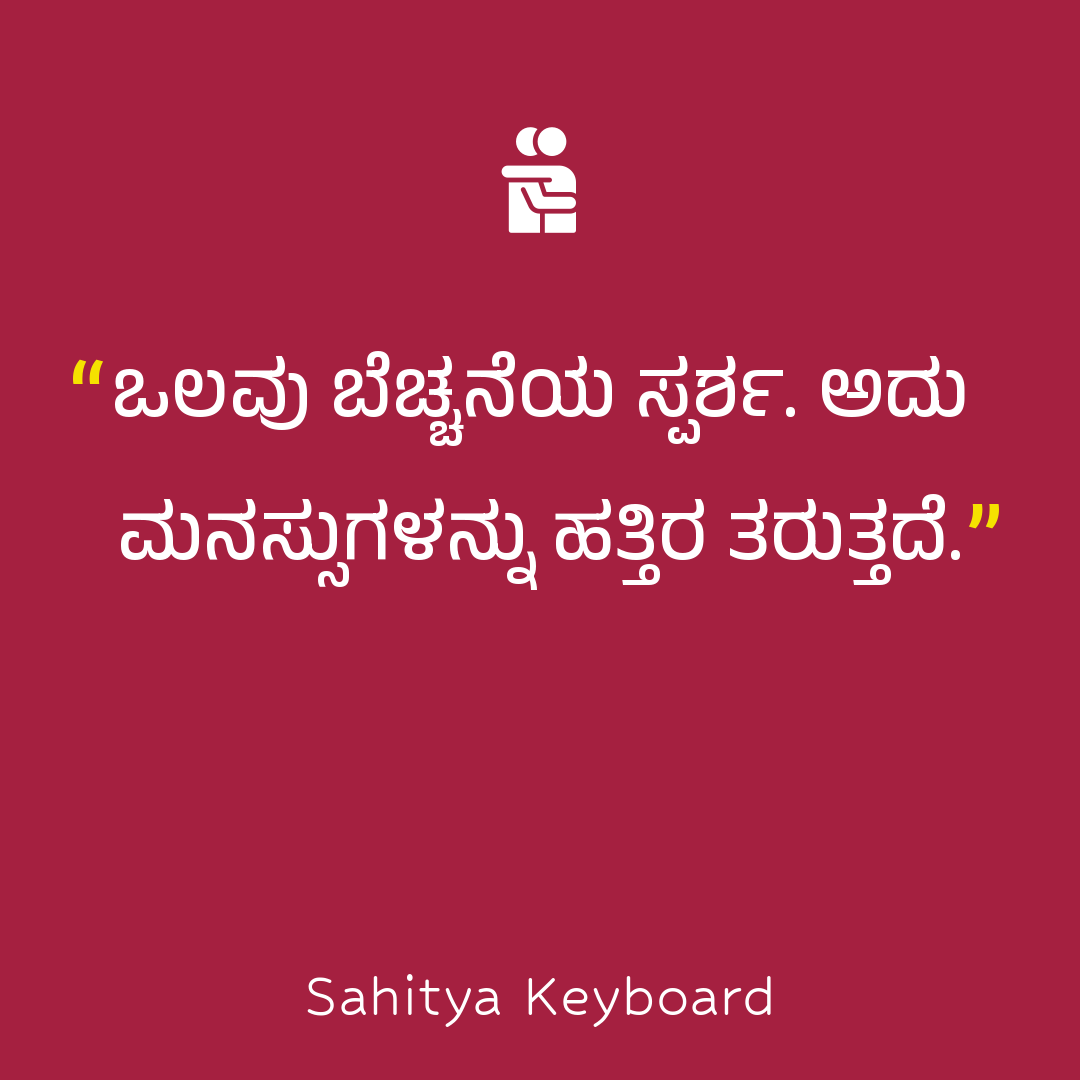 “ಒಲವು ಬೆಚ್ಚನೆಯ ಸ್ಪರ್ಶ. ಅದು
ಮನಸ್ಸುಗಳನ್ನು ಹತ್ತಿರ ತರುತ್ತದೆ.”
Sahitya Keyboard